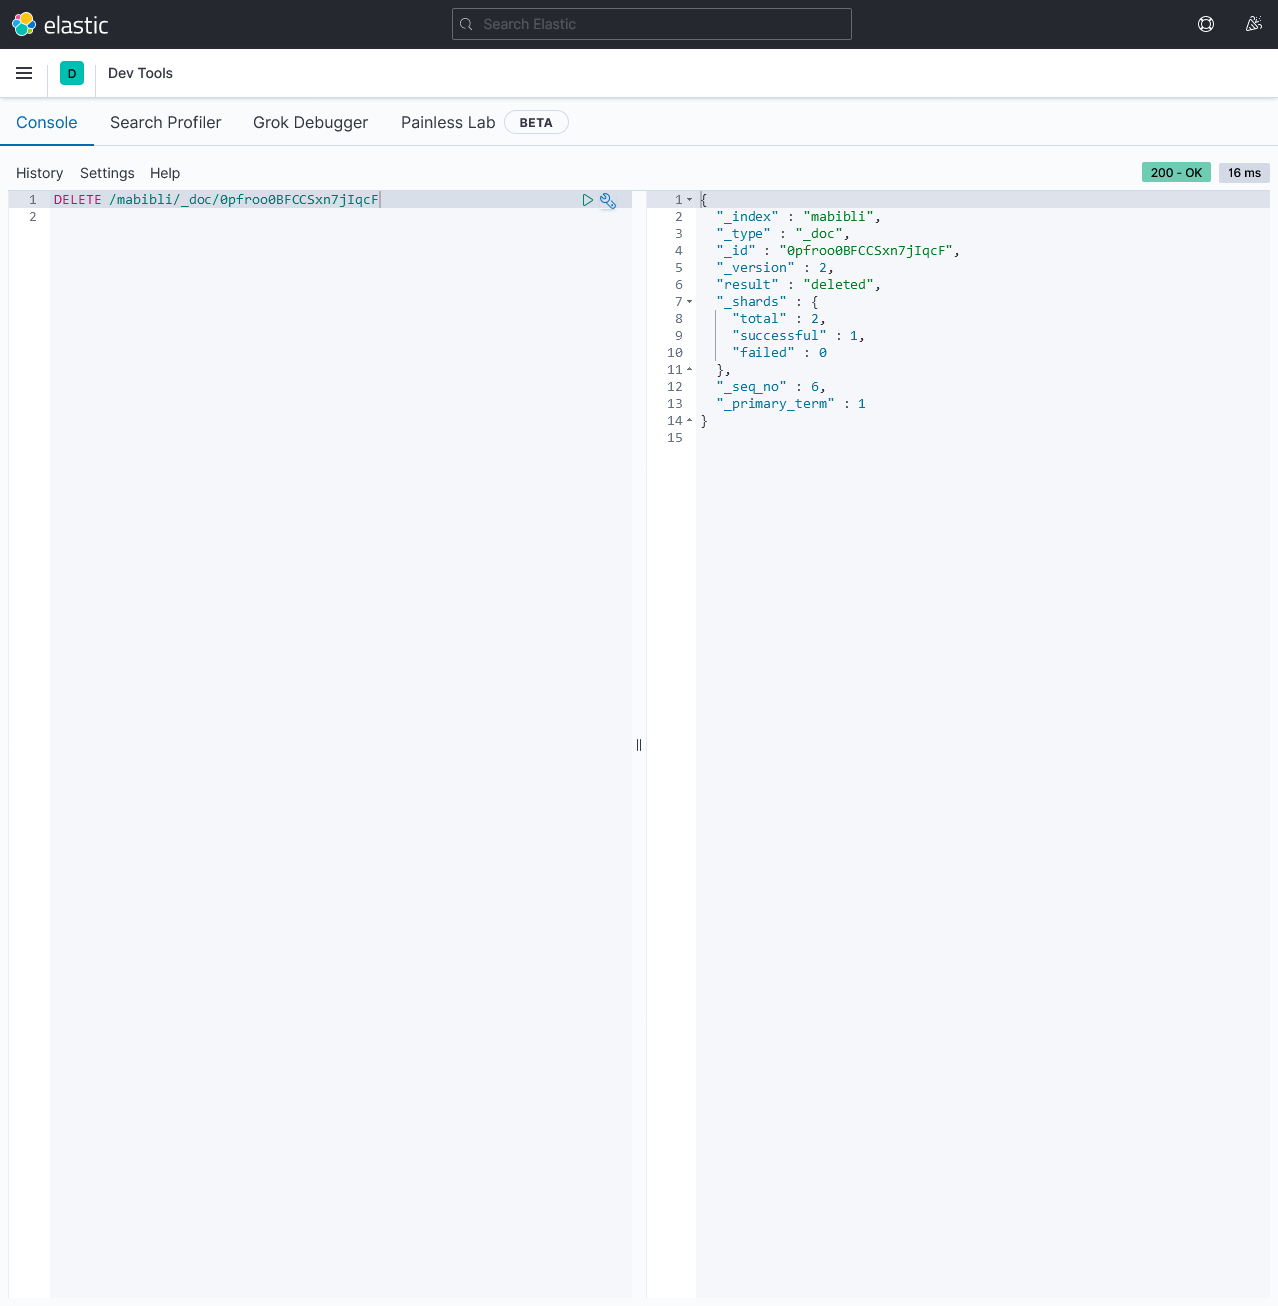 elastic
Search Elastic
D
Dev Tools
Console Search Profiler Grok Debugger Painless Lab BETA
History Settings Help
200 - OK 16 ms
1 DELETE /mabibli/_doc/0pfroo0BFCCSxn7jIqcF
2
1 {
2 "_index" : "mabibli",
3 "_type" : "_doc",
4 "_id" : "0pfroo0BFCCSxn7jIqcF",
5 "_version" : 2,
6 "result" : "deleted",
7 "_shards" : {
8 "total" : 2,
9 "successful" : 1,
10 "failed" : 0
11 },
12 "_seq_no" : 6,
13 "_primary_term" : 1
14 }
15